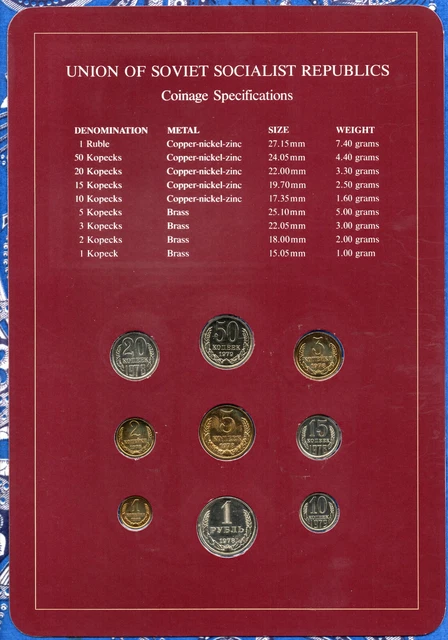 UNION OF SOVIET SOCIALIST REPUBLICS
Coinage Specifications
DENOMINATION METAL SIZE WEIGHT
1 Ruble Copper-nickel-zinc 27.15mm 7.40 grams
50 Kopecks Copper-nickel-zinc 24.05mm 4.40 grams
20 Kopecks Copper-nickel-zinc 22.00mm 3.30 grams
15 Kopecks Copper-nickel-zinc 19.70mm 2.50 grams
10 Kopecks Copper-nickel-zinc 17.35mm 1.60 grams
5 Kopecks Brass 25.10mm 5.00 grams
3 Kopecks Brass 22.05mm 3.00 grams
2 Kopecks Brass 18.00mm 2.00 grams
1 Kopeck Brass 15.05mm 1.00 gram
20
КОПЕЕК
50
КОПЕЕК
1979
3
2
5
15
КОПЕЕК
1
1
РУБЛЬ
1978
10
КОПЕЕК